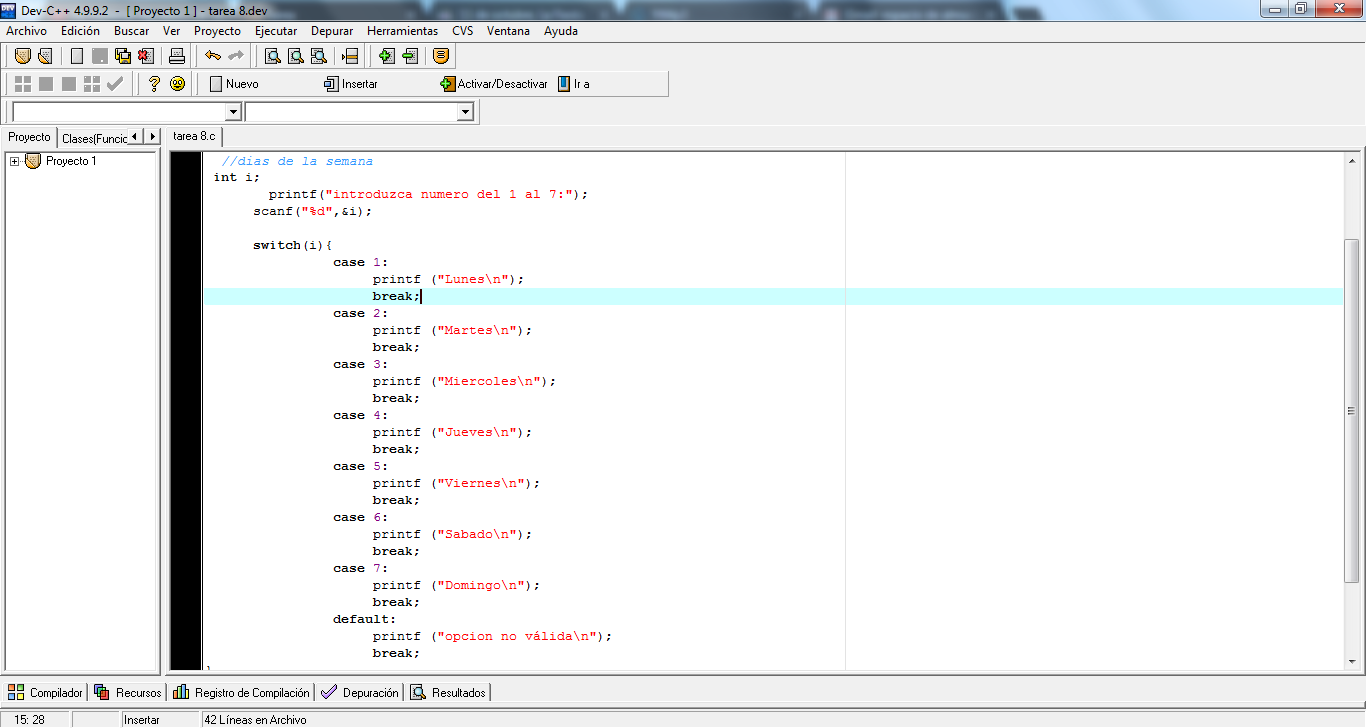 Dev-C++ 4.9.9.2 - [ Proyecto 1 ] - tarea 8.dev
Archivo Edición Buscar Ver Proyecto Ejecutar Depurar Herramientas CVS Ventana Ayuda
Nuevo Insertar Activar/Desactivar Ir a
Proyecto Clases(Funcic tarea 8.c
Proyecto 1
//dias de la semana
int i;
printf("introduzca numero del 1 al 7:");
scanf("%d",&i);
switch(i){
case 1:
printf ("Lunes\n");
break;
case 2:
printf ("Martes\n");
break;
case 3:
printf ("Miercoles\n");
break;
case 4:
printf ("Jueves\n");
break;
case 5:
printf ("Viernes\n");
break;
case 6:
printf ("Sabado\n");
break;
case 7:
printf ("Domingo\n");
break;
default:
printf ("opcion no válida\n");
break;
Compilador Recursos Registro de Compilación Depuración Resultados
15: 28 Insertar 42 Líneas en Archivo